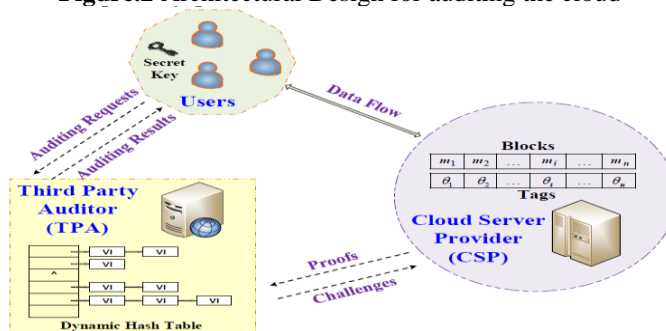 Figure.2 Architectural Design for auditing the cloud
Secret
Key
Users
Auditing Requests
Auditing Results
Data Flow
Blocks
m1 m2 ... mi ... mn
θ1 θ2 ... θi ... θn
Tags
Cloud Server
Provider
(CSP)
Third Party
Auditor
(TPA)
VI VI
VI
^
VI VI
VI VI VI
Dynamic Hash Table
Proofs
Challenges